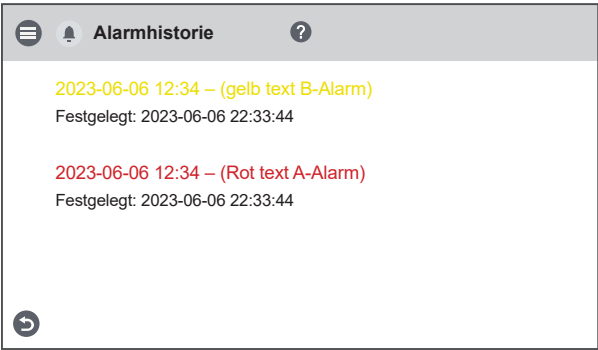 Alarmhistorie ?
2023-06-06 12:34 – (gelb text B-Alarm)
Festgelegt: 2023-06-06 22:33:44
2023-06-06 12:34 – (Rot text A-Alarm)
Festgelegt: 2023-06-06 22:33:44